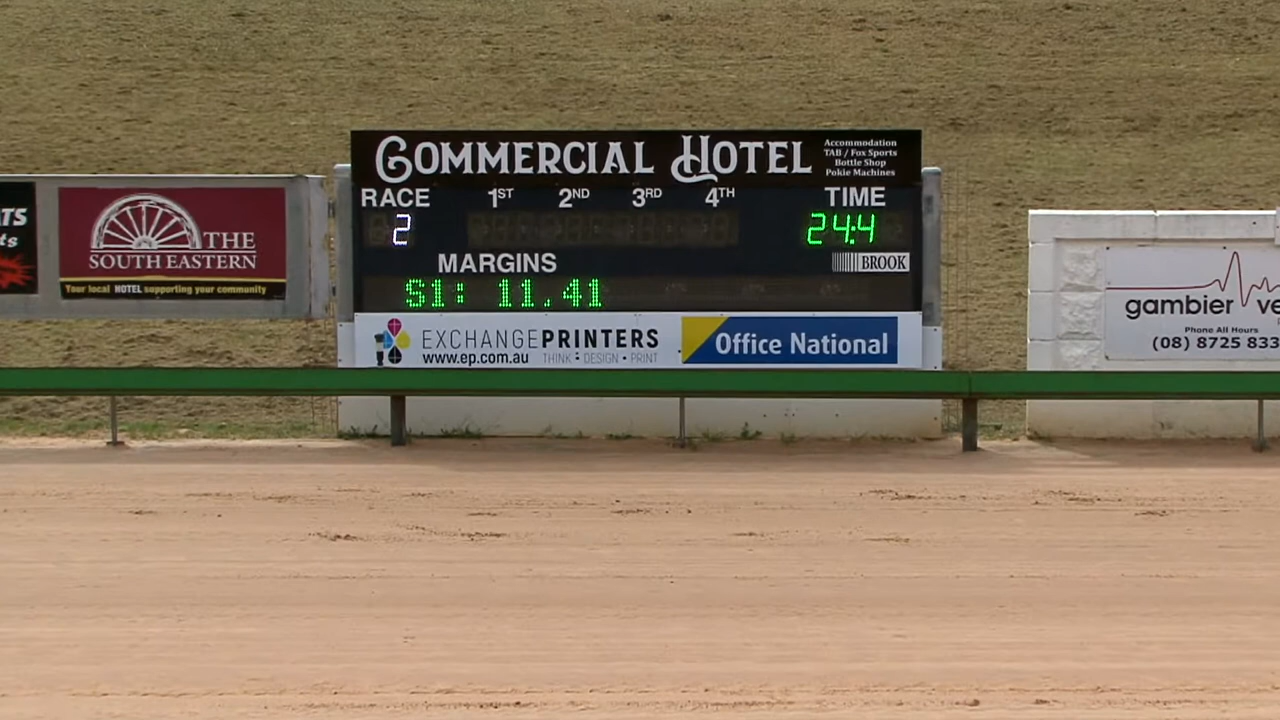 COMMERCIAL HOTEL
Accommodation
TAB / Fox Sports
Bottle Shop
Pokie Machines
RACE 1ST 2ND 3RD 4TH TIME
2 24.4
MARGINS
BROOK
S1: 11.41
EXCHANGEPRINTERS
www.ep.com.au THINK : DESIGN • PRINT
Office National
THE
SOUTH EASTERN
Your local HOTEL supporting your community
gambier
Phone All Hours
(08) 8725 833